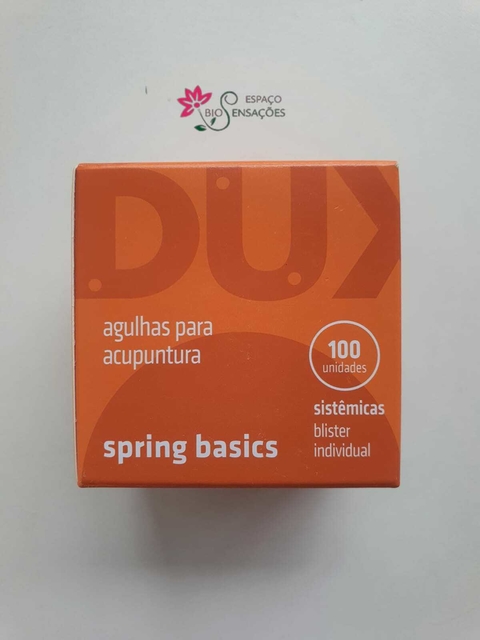 ESPAÇO
BIO SENSAÇÕES
DUX
agulhas para
acupuntura
100
unidades
sistêmicas
blister
individual
spring basics